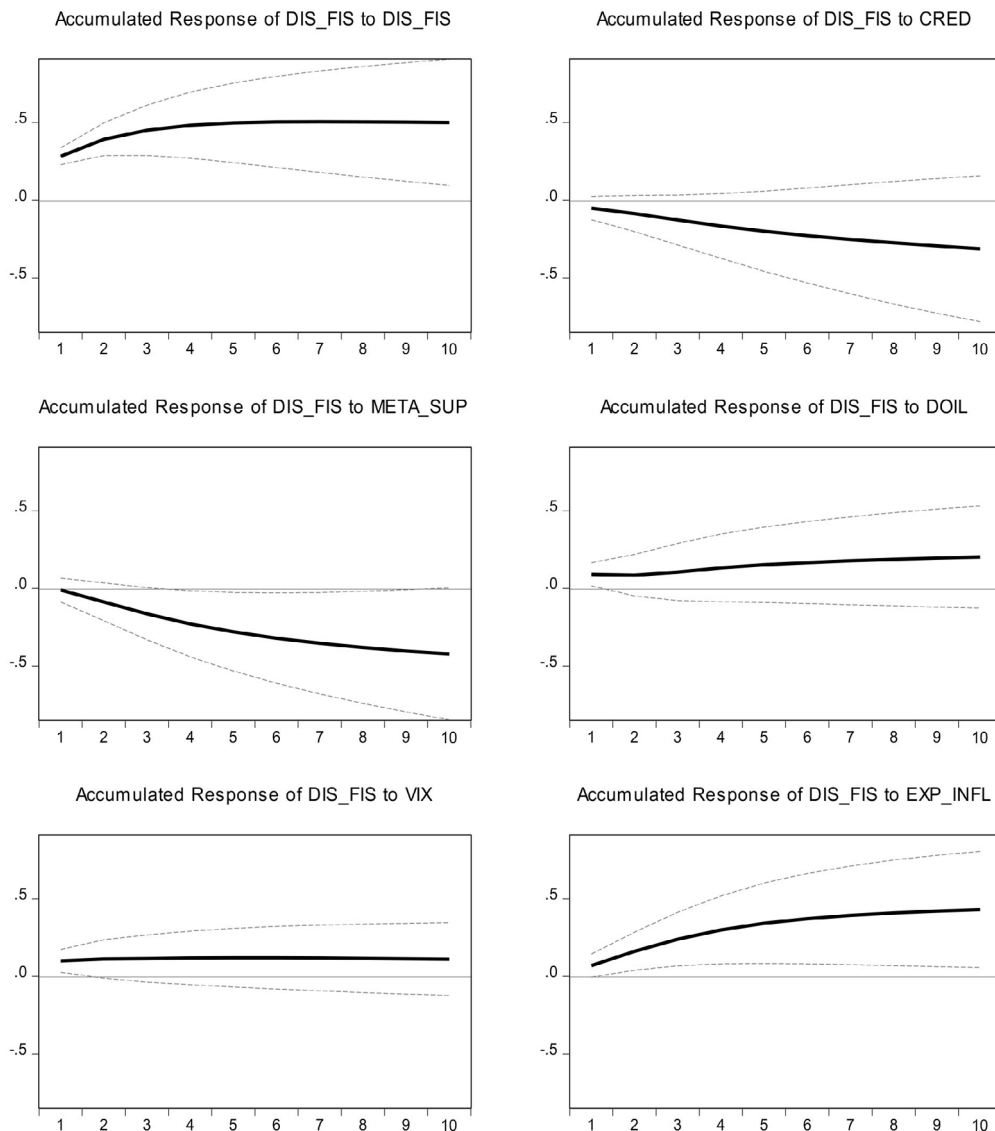 Accumulated Response of DIS_FIS to DIS_FIS
.5
.0
-.5
1 2 3 4 5 6 7 8 9 10
Accumulated Response of DIS_FIS to CRED
.5
.0
-.5
1 2 3 4 5 6 7 8 9 10
Accumulated Response of DIS_FIS to META_SUP
.5
.0
-.5
1 2 3 4 5 6 7 8 9 10
Accumulated Response of DIS_FIS to DOIL
.5
.0
-.5
1 2 3 4 5 6 7 8 9 10
Accumulated Response of DIS_FIS to VIX
.5
.0
-.5
1 2 3 4 5 6 7 8 9 10
Accumulated Response of DIS_FIS to EXP_INFL
.5
.0
-.5
1 2 3 4 5 6 7 8 9 10